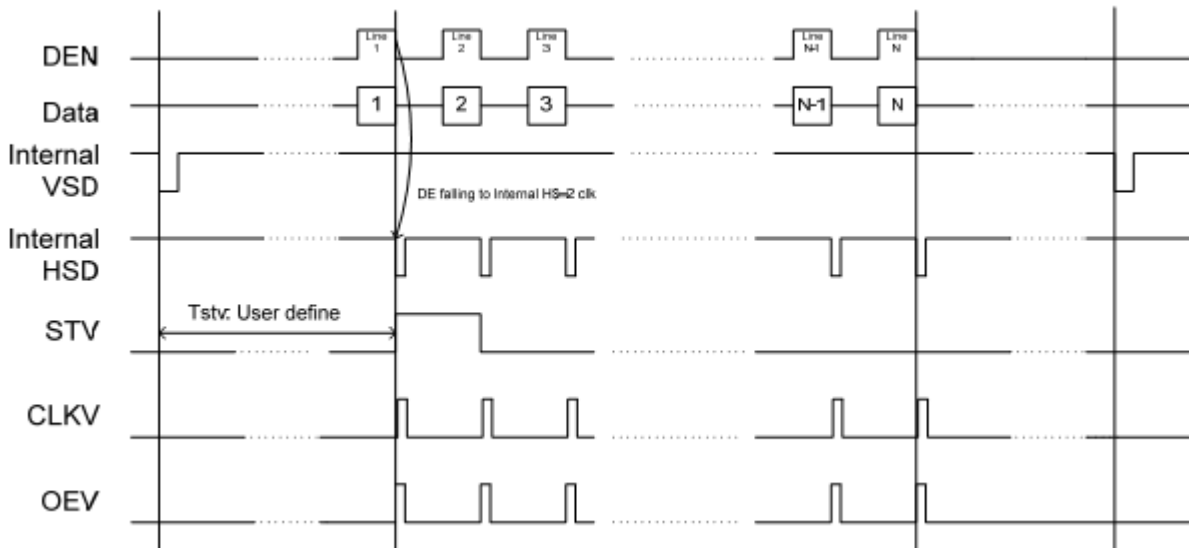 DEN
Line
1
Line
2
Line
3
Line
N-1
Line
N
Data
1
2
3
N-1
N
Internal
VSD
DE falling to Internal HS=2 clk
Internal
HSD
Tstv: User define
STV
CLKV
OEV